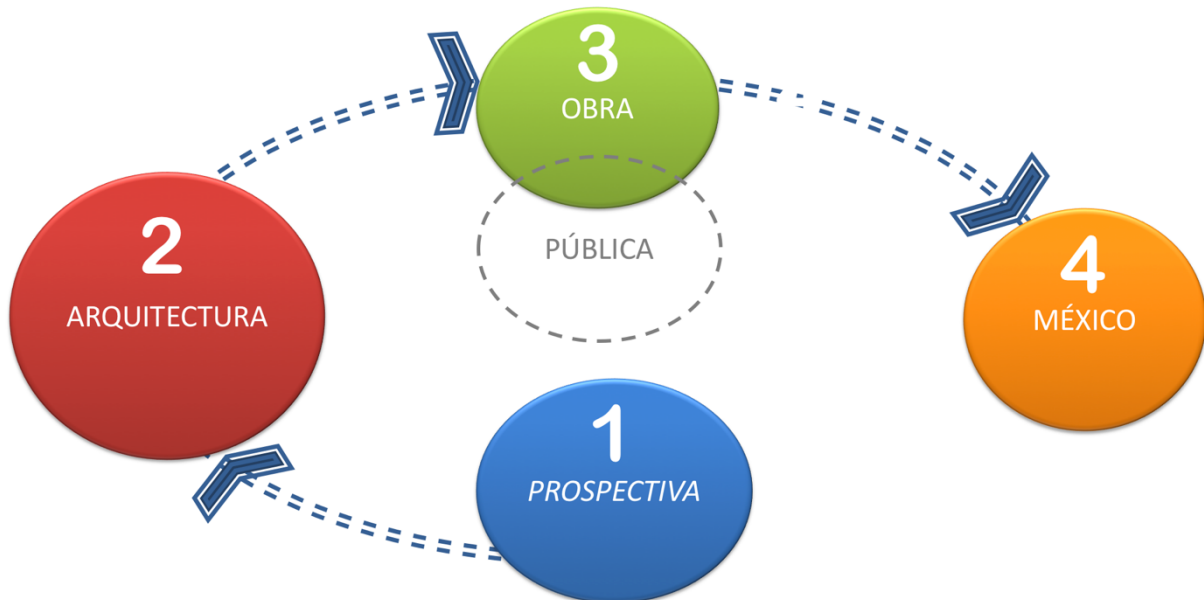 1
PROSPECTIVA
2
ARQUITECTURA
3
OBRA
PÚBLICA
4
MÉXICO